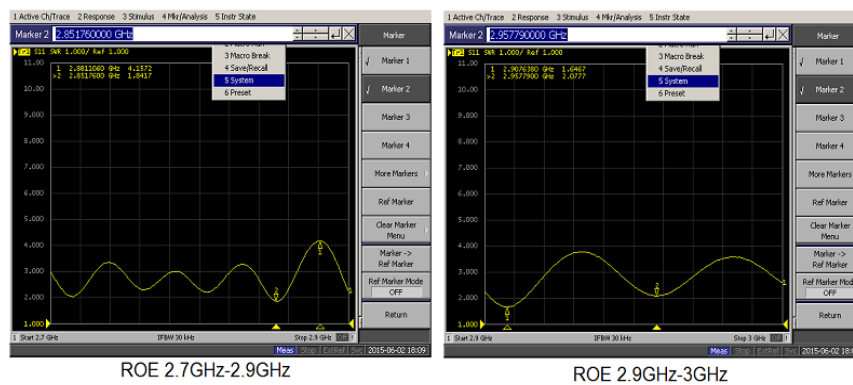 1 Active Ch/Trace 2 Response 3 Stimulus 4 Mkr/Analysis 5 Instr State
Marker 2 2.851760000 GHz
Marker
Tr1 S11 SWR 1.000/ Ref 1.000
3 Macro Break
4 Save/Recall
5 System
6 Preset
1 2.8811060 GHz 4.1572
>2 2.8517600 GHz 1.8417
11.00
10.00
9.000
8.000
7.000
6.000
5.000
4.000
3.000
2.000
1.000
Marker 1
Marker 2
Marker 3
Marker 4
More Markers
Ref Marker
Clear Marker
Menu
Marker ->
Ref Marker
Ref Marker Mode
OFF
Return
1 Start 2.7 GHz IFBW 30 kHz Stop 2.9 GHz Off !
Meas Stop ExtRef Svc 2015-06-02 18:09
ROE 2.7GHz-2.9GHz
1 Active Ch/Trace 2 Response 3 Stimulus 4 Mkr/Analysis 5 Instr State
Marker 2 2.957790000 GHz
Marker
Tr1 S11 SWR 1.000/ Ref 1.000
3 Macro Break
4 Save/Recall
5 System
6 Preset
1 2.9076380 GHz 1.6467
>2 2.9577900 GHz 2.0777
11.00
10.00
9.000
8.000
7.000
6.000
5.000
4.000
3.000
2.000
1.000
Marker 1
Marker 2
Marker 3
Marker 4
More Markers
Ref Marker
Clear Marker
Menu
Marker ->
Ref Marker
Ref Marker Mod
OFF
Return
1 Start 2.9 GHz IFBW 30 kHz Stop 3 GHz Off !
Meas Stop ExtRef Svc 2015-06-02 18:0
ROE 2.9GHz-3GHz